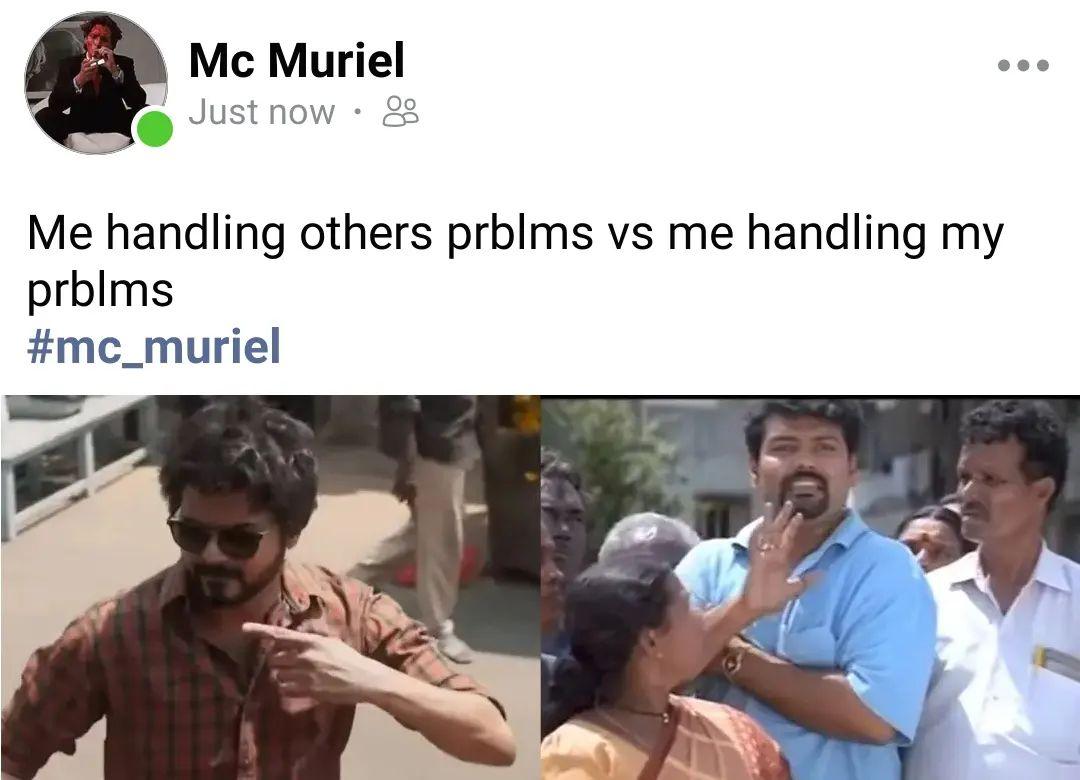 Mc Muriel
Just now ·
Me handling others prblms vs me handling my
prblms
#mc_muriel